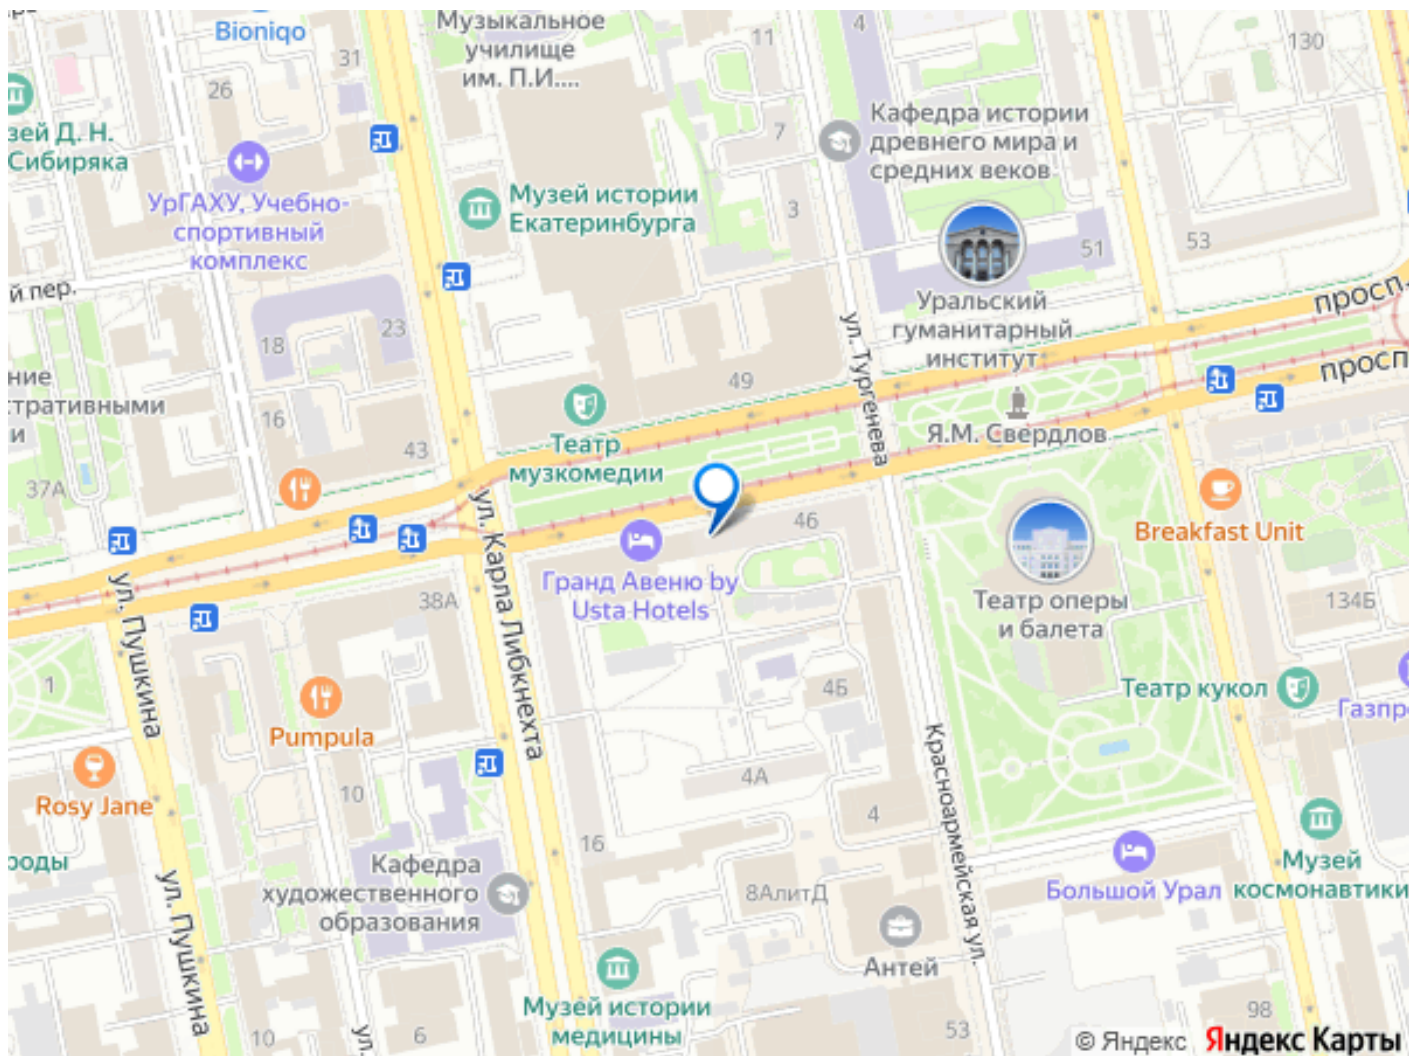 Bioniqo
31
26
Музыкальное
училище
им. П.И....
11
4
130
зей Д. Н.
Сибиряка
УрГАХУ, Учебно-
спортивный
комплекс
Музей истории
Екатеринбурга
7
3
Кафедра истории
древнего мира и
средних веков
51
53
й пер.
18
23
16
43
37А
ние
стративными
и
49
Театр
музкомедии
ул. Тургенева
Уральский
гуманитарный
институт
просп.
просп
Я.М. Свердлов
46
Гранд Авеню by
Usta Hotels
ул. Карла Либкнехта
38А
ул. Пушкина
1
Театр оперы
и балета
Breakfast Unit
134Б
Театр кукол
Газпр
4Б
4А
4
Pumpula
Rosy Jane
10
16
роды
Кафедра
художественного
образования
ул. Пушкина
Красноармейская ул.
8АлитД
Антей
Большой Урал
Музей
космонавтики
Музей истории
медицины
10
6
ул.
53
98
© Яндекс
Яндекс Карты